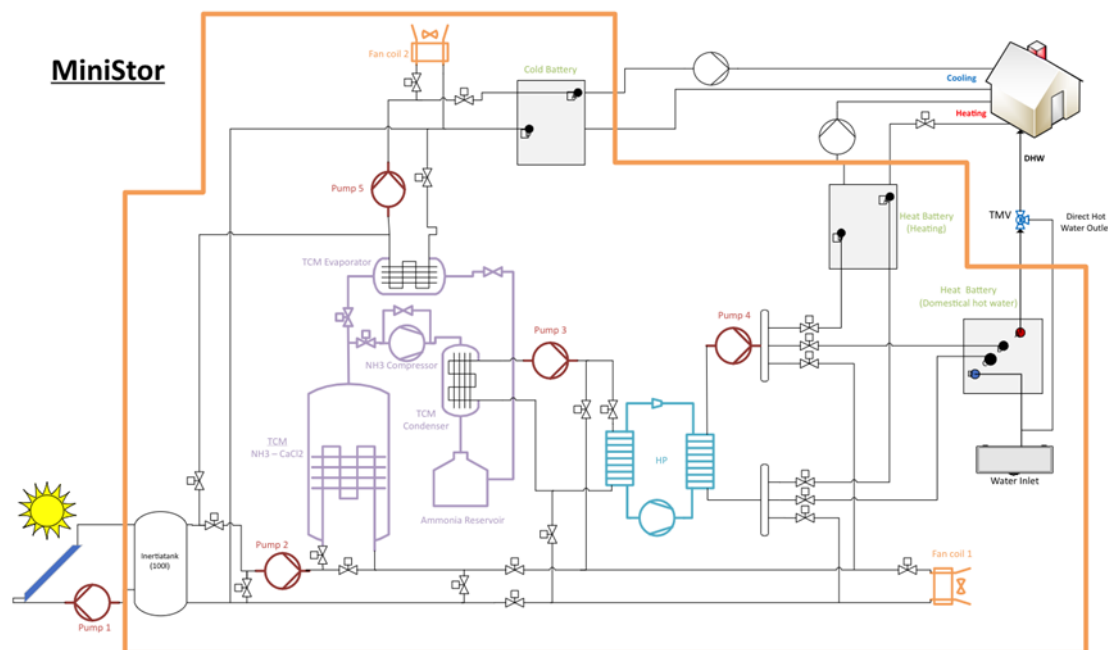 MiniStor
Fan coil 2
Cold Battery
Cooling
Heating
DHW
Pump 5
TMV
Direct Hot
Water Outle
Heat Battery
(Heating)
TCM Evaporator
Heat Battery
(Domestical hot water)
Pump 3
Pump 4
NH3 Compressor
TCM
Condenser
TCM
NH3 – CaCl2
HP
Water Inlet
Ammonia Reservoir
Inertiatank
(100l)
Pump 2
Fan coil 1
Pump 1